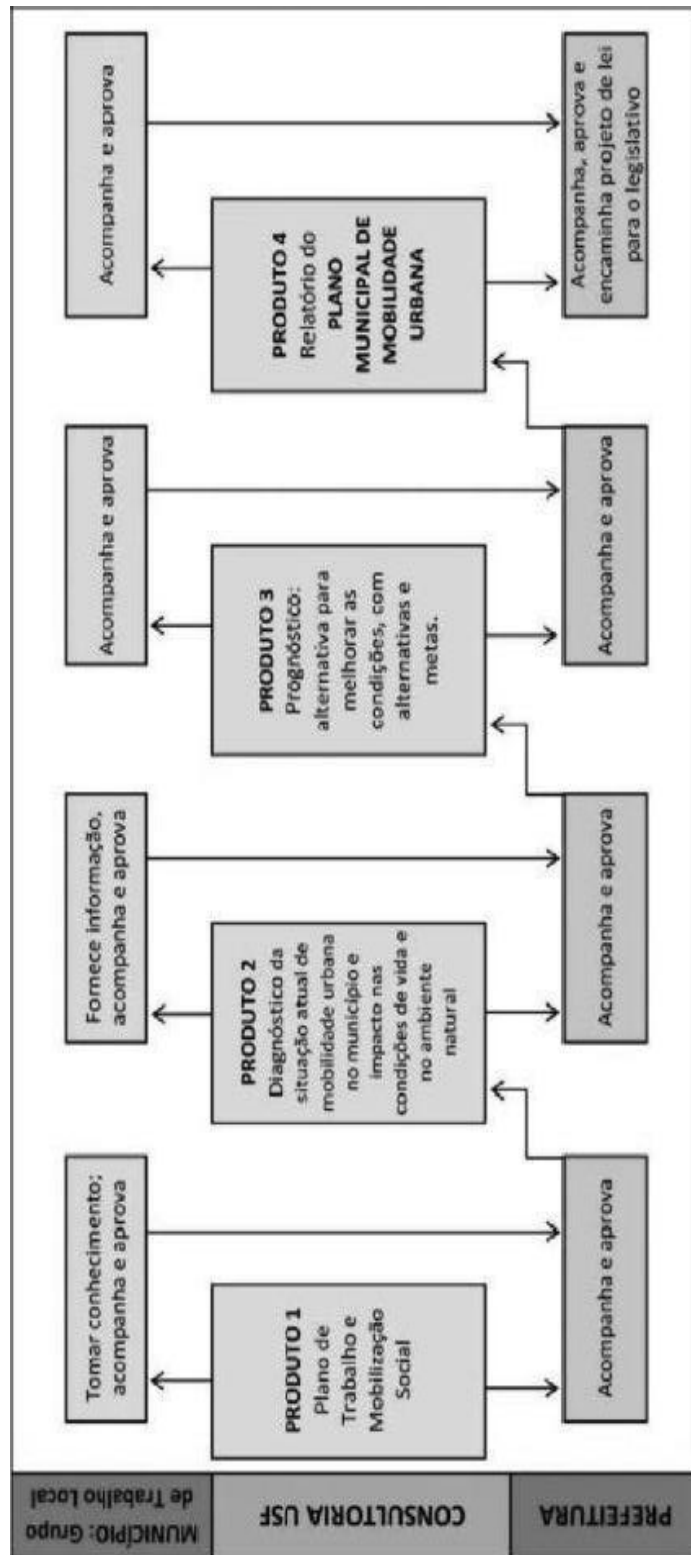 MUNICÍPIO: Grupo
de Trabalho Local
Tomar conhecimento;
acompanha e aprova
Fornece informação,
acompanha e aprova
Acompanha e aprova
Acompanha e aprova
CONSULTORIA USF
PRODUTO 1
Plano de
Trabalho e
Mobilização
Social
PRODUTO 2
Diagnóstico da
situação atual de
mobilidade urbana
no município e
impacto nas
condições de vida e
no ambiente
natural
PRODUTO 3
Prognóstico:
alternativa para
melhorar as
condições, com
alternativas e
metas.
PRODUTO 4
Relatório do
PLANO
MUNICIPAL DE
MOBILIDADE
URBANA
PREFEITURA
Acompanha e aprova
Acompanha e aprova
Acompanha e aprova
Acompanha, aprova e
encaminha projeto de lei
para o legislativo